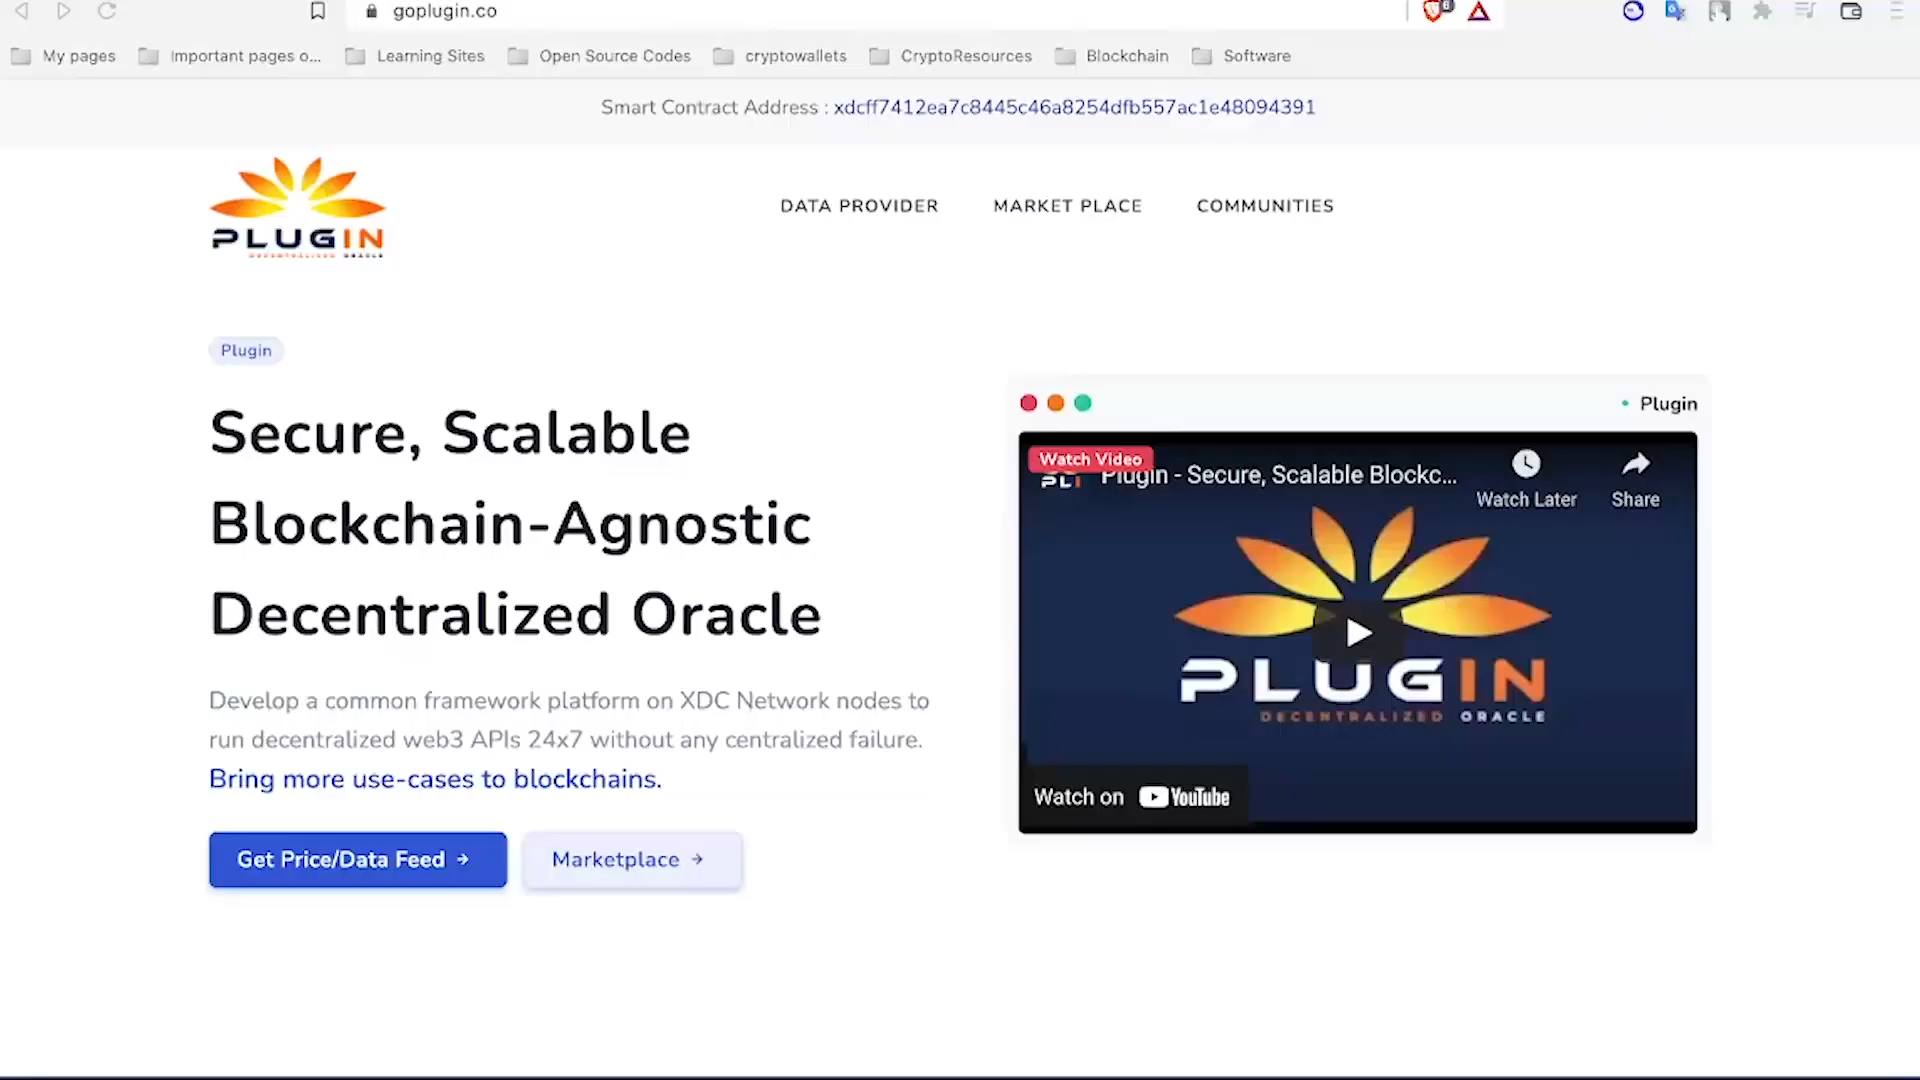 goplugin.co
My pages
Important pages o...
Learning Sites
Open Source Codes
cryptowallets
CryptoResources
Blockchain
Software
Smart Contract Address : xdcff7412ea7c8445c46a8254dfb557ac1e48094391
PLUGIN
DECENTRALIZED ORACLE
DATA PROVIDER
MARKET PLACE
COMMUNITIES
Plugin
Secure, Scalable
Blockchain-Agnostic
Decentralized Oracle
Develop a common framework platform on XDC Network nodes to
run decentralized web3 APIs 24x7 without any centralized failure.
Bring more use-cases to blockchains.
Get Price/Data Feed →
Marketplace →
• Plugin
Watch Video
PLI
Plugin - Secure, Scalable Blockc...
Watch Later
Share
PLUGIN
DECENTRALIZED ORACLE
Watch on YouTube